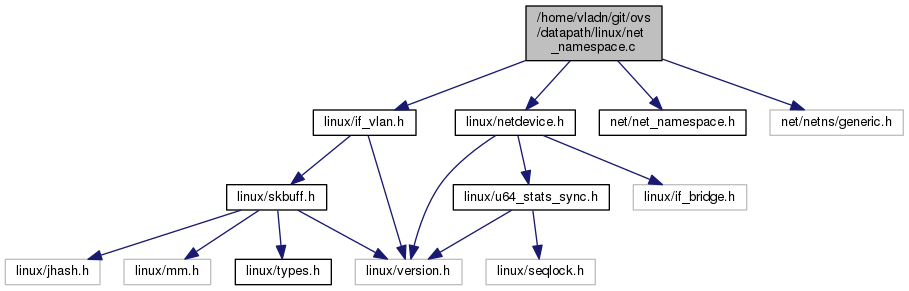 /home/vladn/git/ovs
/datapath/linux/net
_namespace.c
linux/if_vlan.h
linux/netdevice.h
net/net_namespace.h
net/netns/generic.h
linux/skbuff.h
linux/u64_stats_sync.h
linux/if_bridge.h
linux/jhash.h
linux/mm.h
linux/types.h
linux/version.h
linux/seqlock.h